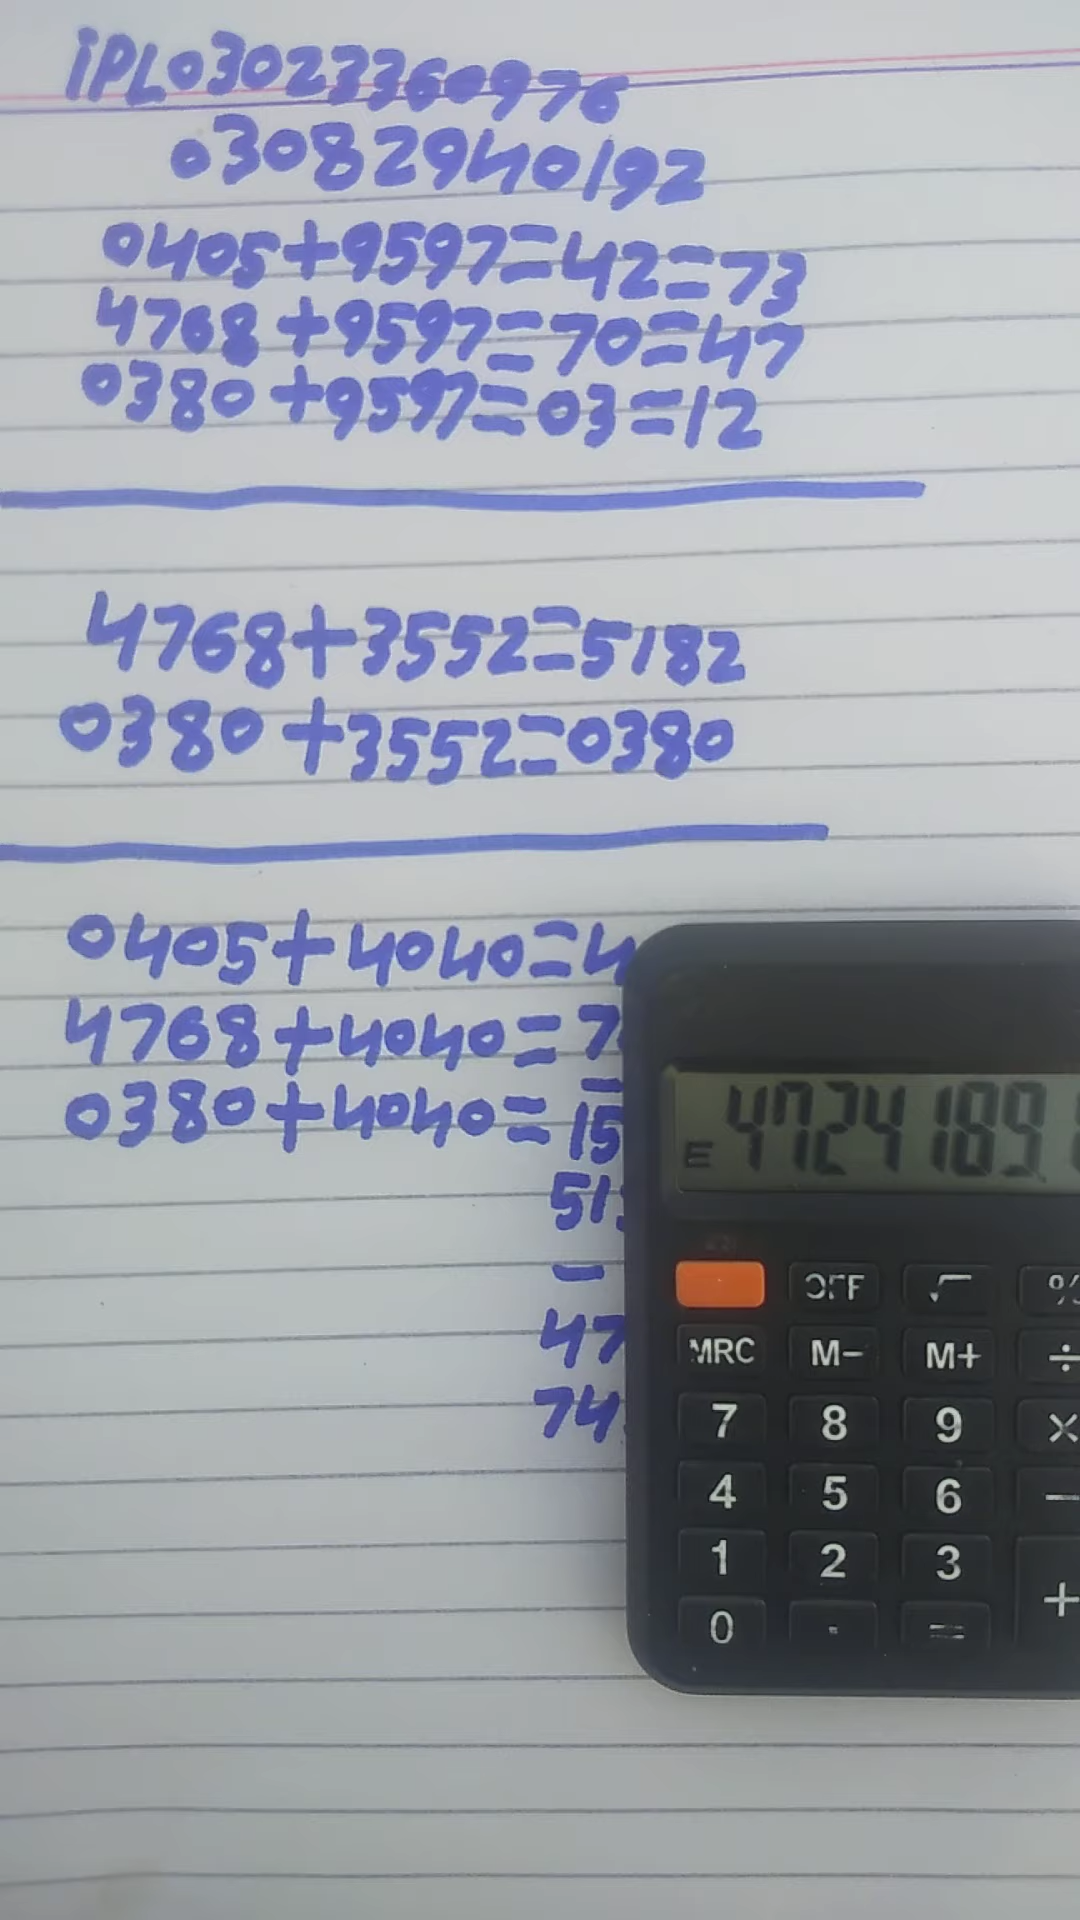 iPL03023360976
03082940192
0405+9597=42=73
4768+9597=70=47
0380+9597=03=12
4768+3552=5182
0380+3552=0380
0405+4040=4
4768+4040=7
0380+4040=15
51
47
74
E 4724189.
OFF √ %
MRC M− M+ ÷
7 8 9 ×
4 5 6 −
1 2 3 +
0 . =